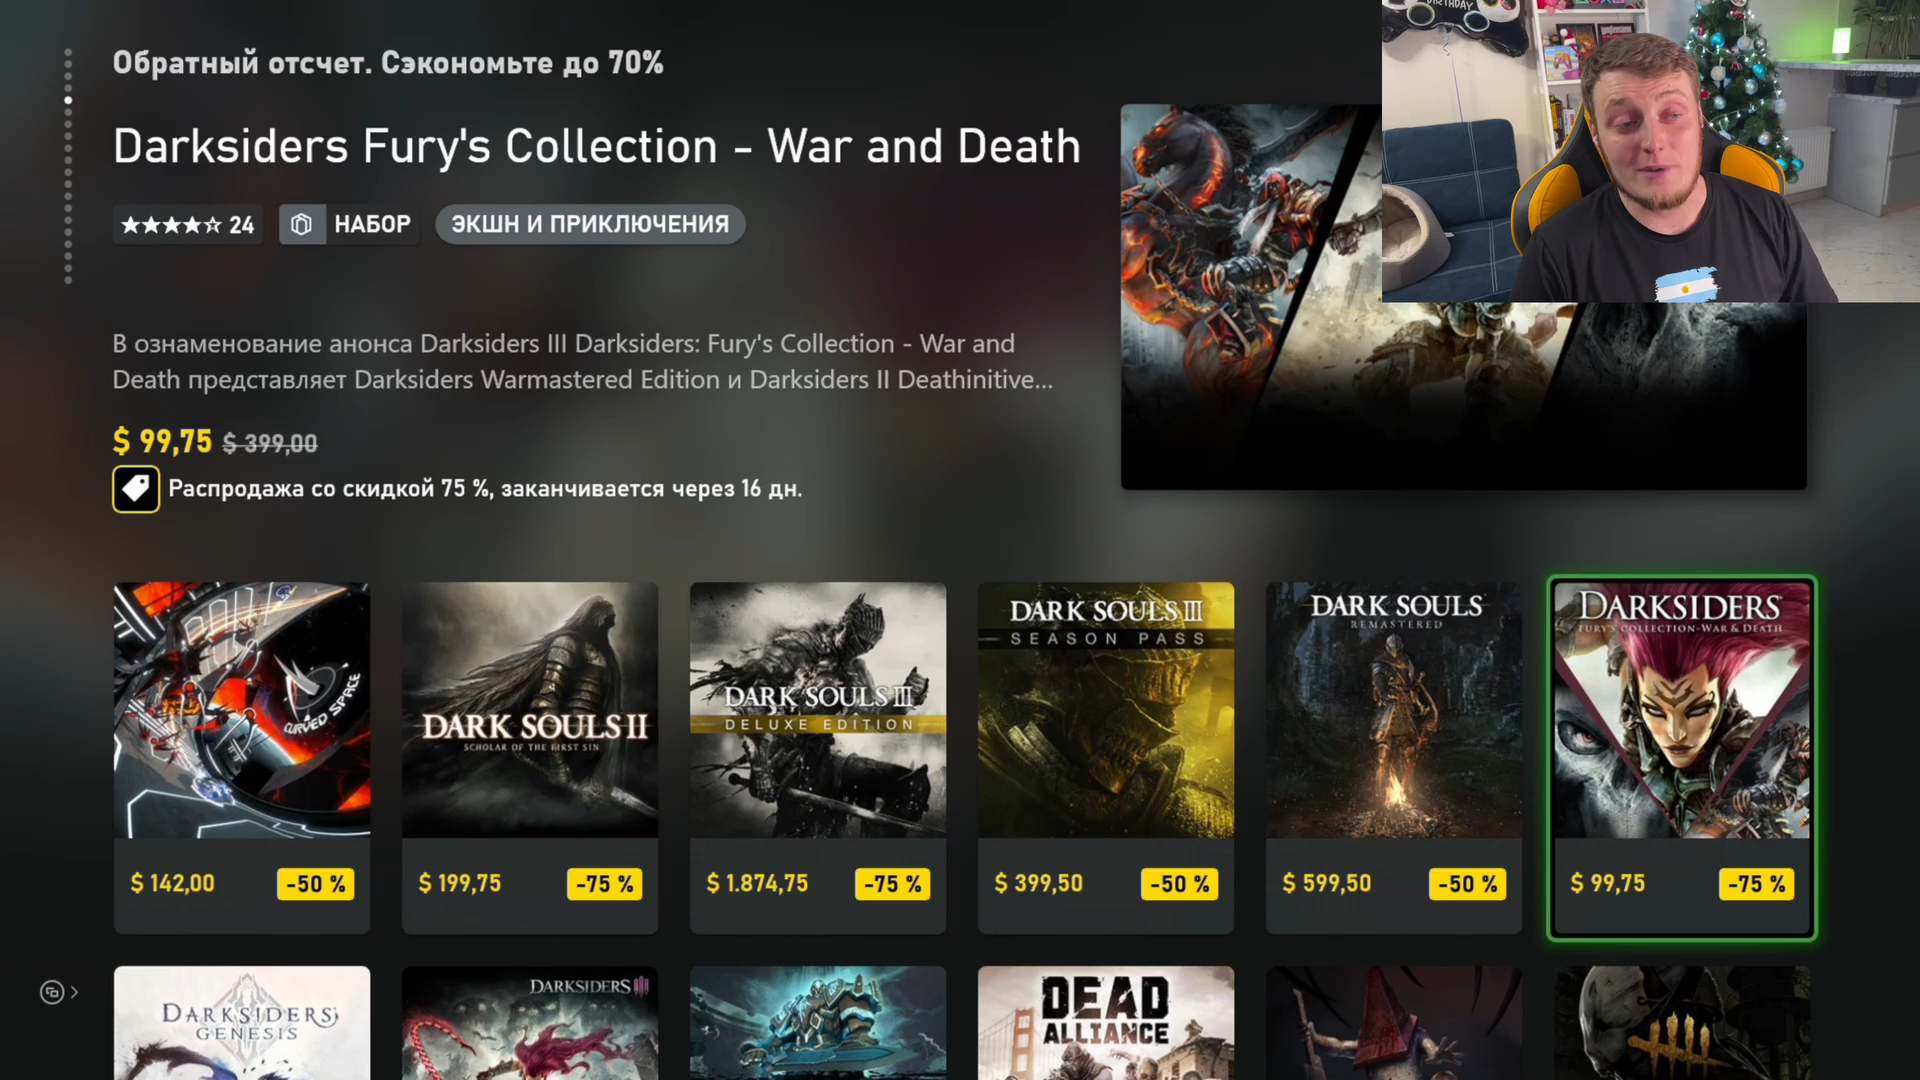 BIRTHDAY
Обратный отсчет. Сэкономьте до 70%
Darksiders Fury's Collection - War and Death
24
НАБОР
ЭКШН И ПРИКЛЮЧЕНИЯ
В ознаменование анонса Darksiders III Darksiders: Fury's Collection - War and
Death представляет Darksiders Warmastered Edition и Darksiders II Deathinitive...
$ 99,75 $ 399,00
Распродажа со скидкой 75 %, заканчивается через 16 дн.
CURVED SPACE
DARK SOULS II
SCHOLAR OF THE FIRST SIN
DARK SOULS III
DELUXE EDITION
DARK SOULS III
SEASON PASS
DARK SOULS
REMASTERED
DARKSIDERS
FURY'S COLLECTION-WAR & DEATH
$ 142,00
-50 %
$ 199,75
-75 %
$ 1.874,75
-75 %
$ 399,50
-50 %
$ 599,50
-50 %
$ 99,75
-75 %
DARKSIDERS
GENESIS
DARKSIDERS III
DEAD
ALLIANCE